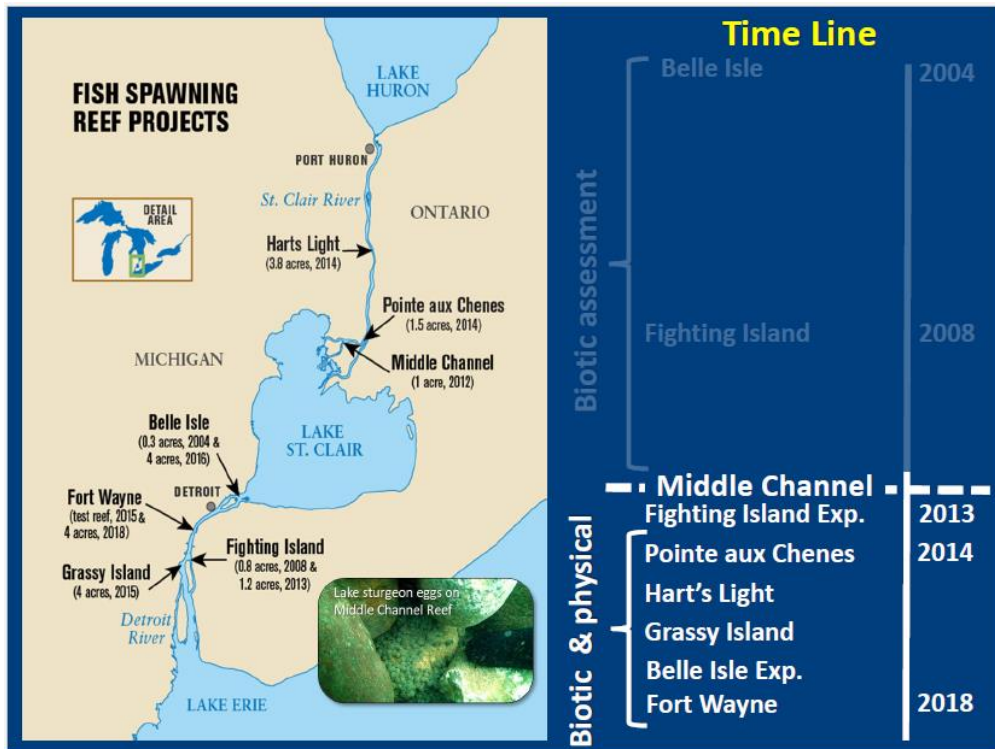 FISH SPAWNING
REEF PROJECTS
DETAIL
AREA
LAKE
HURON
PORT HURON
St. Clair River
ONTARIO
Harts Light
(3.8 acres, 2014)
Pointe aux Chenes
(1.5 acres, 2014)
MICHIGAN
Middle Channel
(1 acre, 2012)
Belle Isle
(0.3 acres, 2004 &
4 acres, 2016)
LAKE
ST. CLAIR
DETROIT
Fort Wayne
(test reef, 2015 &
4 acres, 2018)
Fighting Island
(0.8 acres, 2008 &
1.2 acres, 2013)
Grassy Island
(4 acres, 2015)
Detroit
River
LAKE ERIE
Lake sturgeon eggs on
Middle Channel Reef
Time Line
Biotic assessment
Belle Isle 2004
Fighting Island 2008
Middle Channel
Biotic & physical
Fighting Island Exp. 2013
Pointe aux Chenes 2014
Hart's Light
Grassy Island
Belle Isle Exp.
Fort Wayne 2018